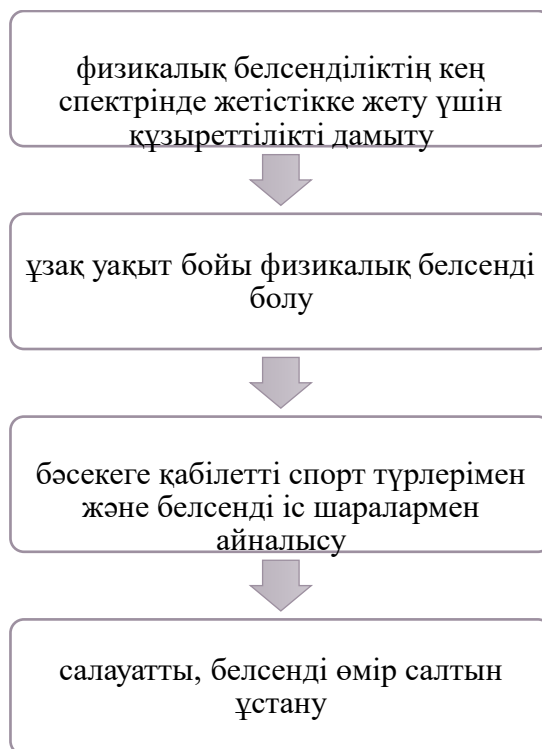 физикалық белсенділіктің кең
спектрінде жетістікке жету үшін
құзыреттілікті дамыту
ұзақ уақыт бойы физикалық белсенді
болу
бәсекеге қабілетті спорт түрлерімен
және белсенді іс шаралармен
айналысу
салауатты, белсенді өмір салтын
ұстану